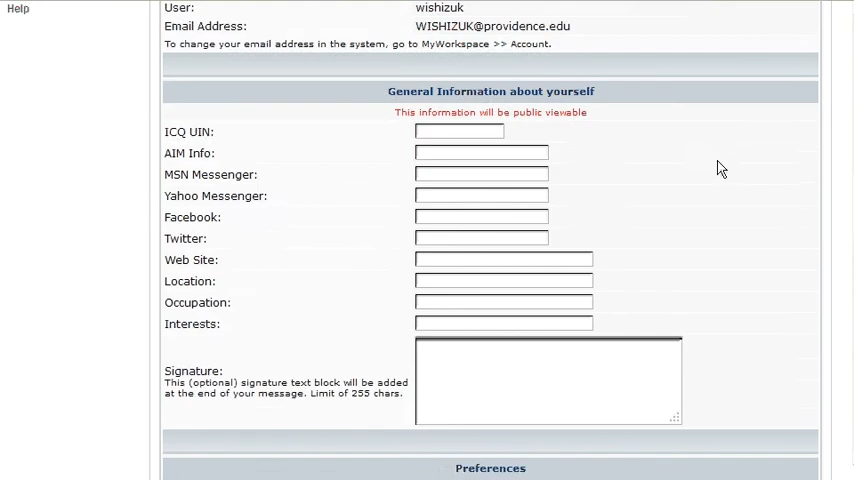 Help
User: wishizuk
Email Address: WISHIZUK@providence.edu
To change your email address in the system, go to MyWorkspace >> Account.
General Information about yourself
This information will be public viewable
ICQ UIN:
AIM Info:
MSN Messenger:
Yahoo Messenger:
Facebook:
Twitter:
Web Site:
Location:
Occupation:
Interests:
Signature:
This (optional) signature text block will be added
at the end of your message. Limit of 255 chars.
Preferences